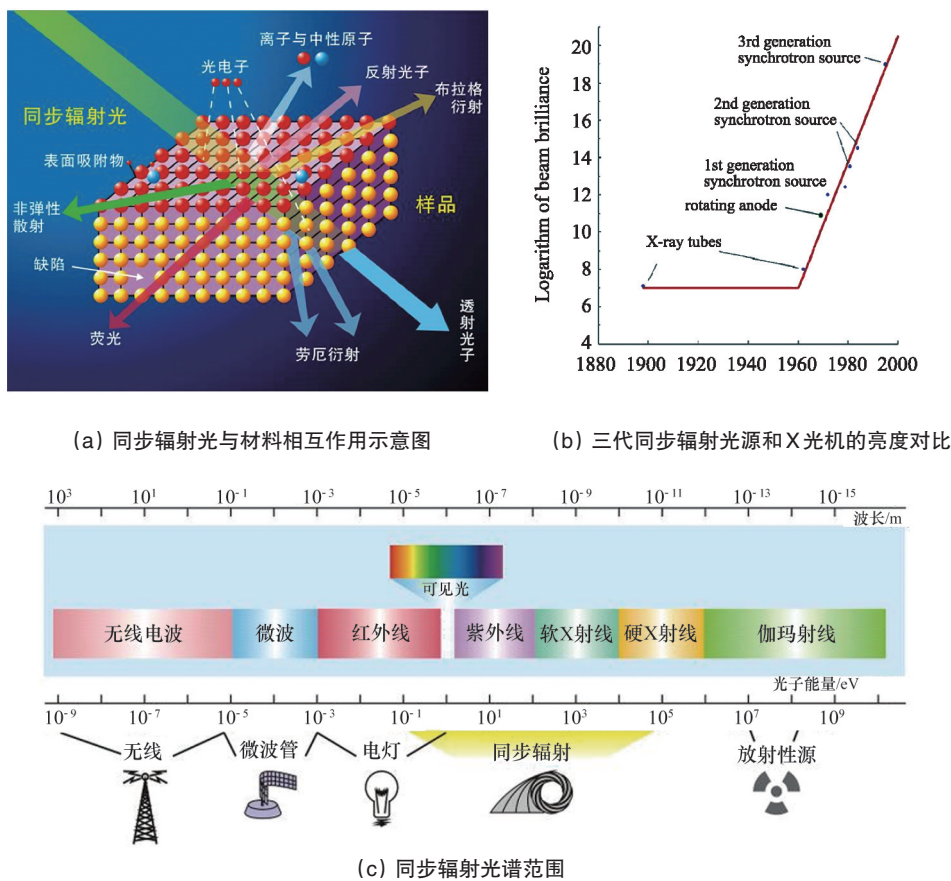 离子与中性原子
光电子
反射光子
布拉格
衍射
同步辐射光
表面吸附物
非弹性
散射
样品
缺陷
荧光
劳厄衍射
透射光子
(a) 同步辐射光与材料相互作用示意图
Logarithm of beam brilliance
20
18
16
14
12
10
8
6
4
3rd generation
synchrotron source
2nd generation
synchrotron source
1st generation
synchrotron source
rotating anode
X-ray tubes
1880 1900 1920 1940 1960 1980 2000
(b) 三代同步辐射光源和X光机的亮度对比
10³ 10¹ 10⁻¹ 10⁻³ 10⁻⁵ 10⁻⁷ 10⁻⁹ 10⁻¹¹ 10⁻¹³ 10⁻¹⁵
波长/m
可见光
无线电波 微波 红外线 紫外线 软X射线 硬X射线 伽玛射线
光子能量/eV
10⁻⁹ 10⁻⁷ 10⁻⁵ 10⁻³ 10⁻¹ 10¹ 10³ 10⁵ 10⁷ 10⁹
无线 微波管 电灯 同步辐射 放射性源
(c) 同步辐射光谱范围